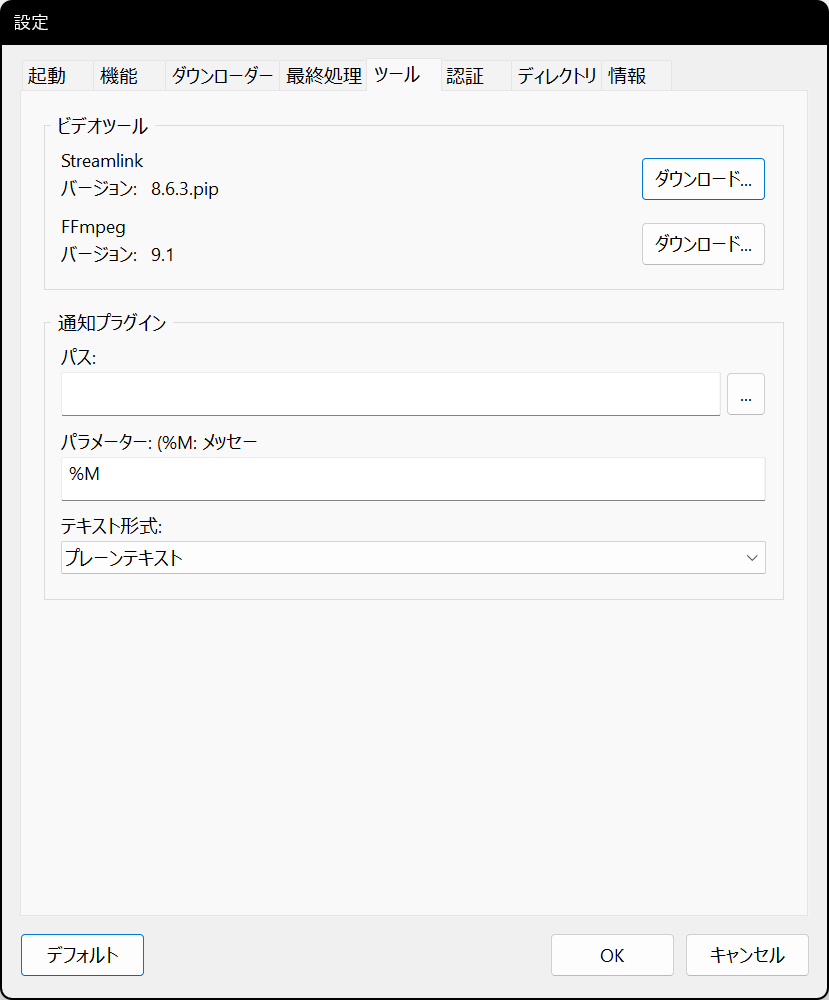 設定
起動 機能 ダウンローダー 最終処理 ツール 認証 ディレクトリ 情報
ビデオツール
Streamlink
バージョン: 8.6.3.pip
ダウンロード...
FFmpeg
バージョン: 9.1
ダウンロード...
通知プラグイン
パス:
...
パラメーター: (%M: メッセー
%M
テキスト形式:
プレーンテキスト
デフォルト OK キャンセル